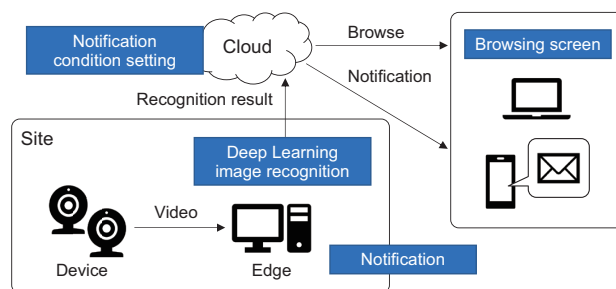 Notification
condition setting
Cloud
Browse
Browsing screen
Notification
Recognition result
Site
Deep Learning
image recognition
Video
Device
Edge
Notification